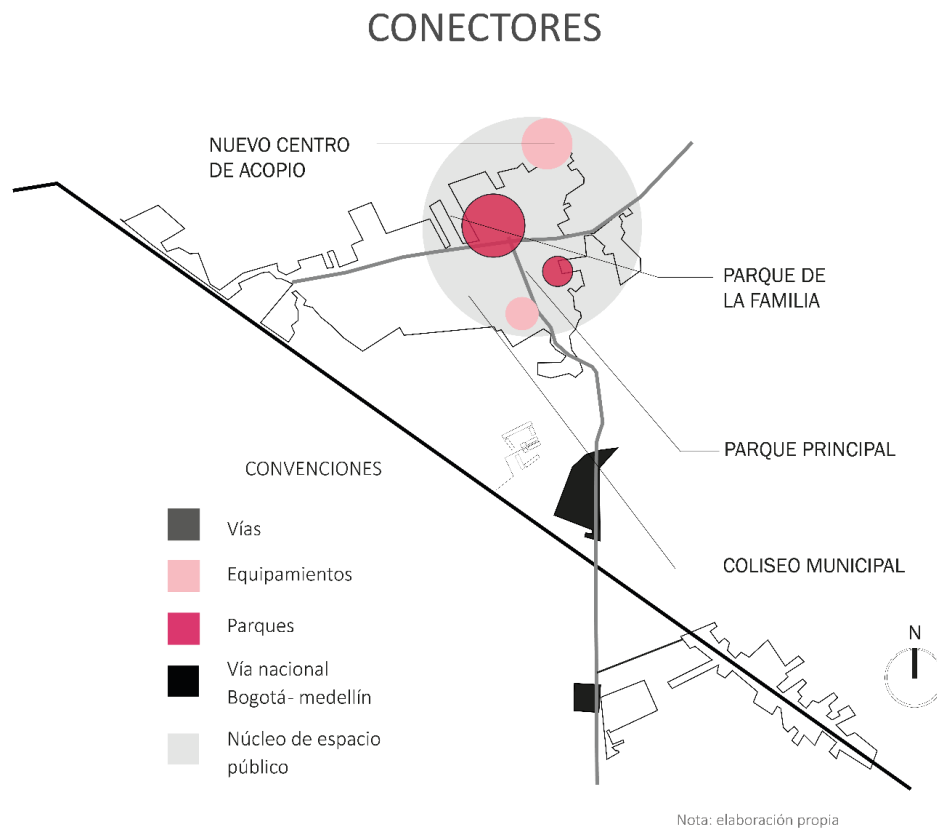 CONECTORES
NUEVO CENTRO
DE ACOPIO
PARQUE DE
LA FAMILIA
PARQUE PRINCIPAL
COLISEO MUNICIPAL
CONVENCIONES
Vías
Equipamientos
Parques
Vía nacional
Bogotá- medellín
Núcleo de espacio
público
N
Nota: elaboración propia